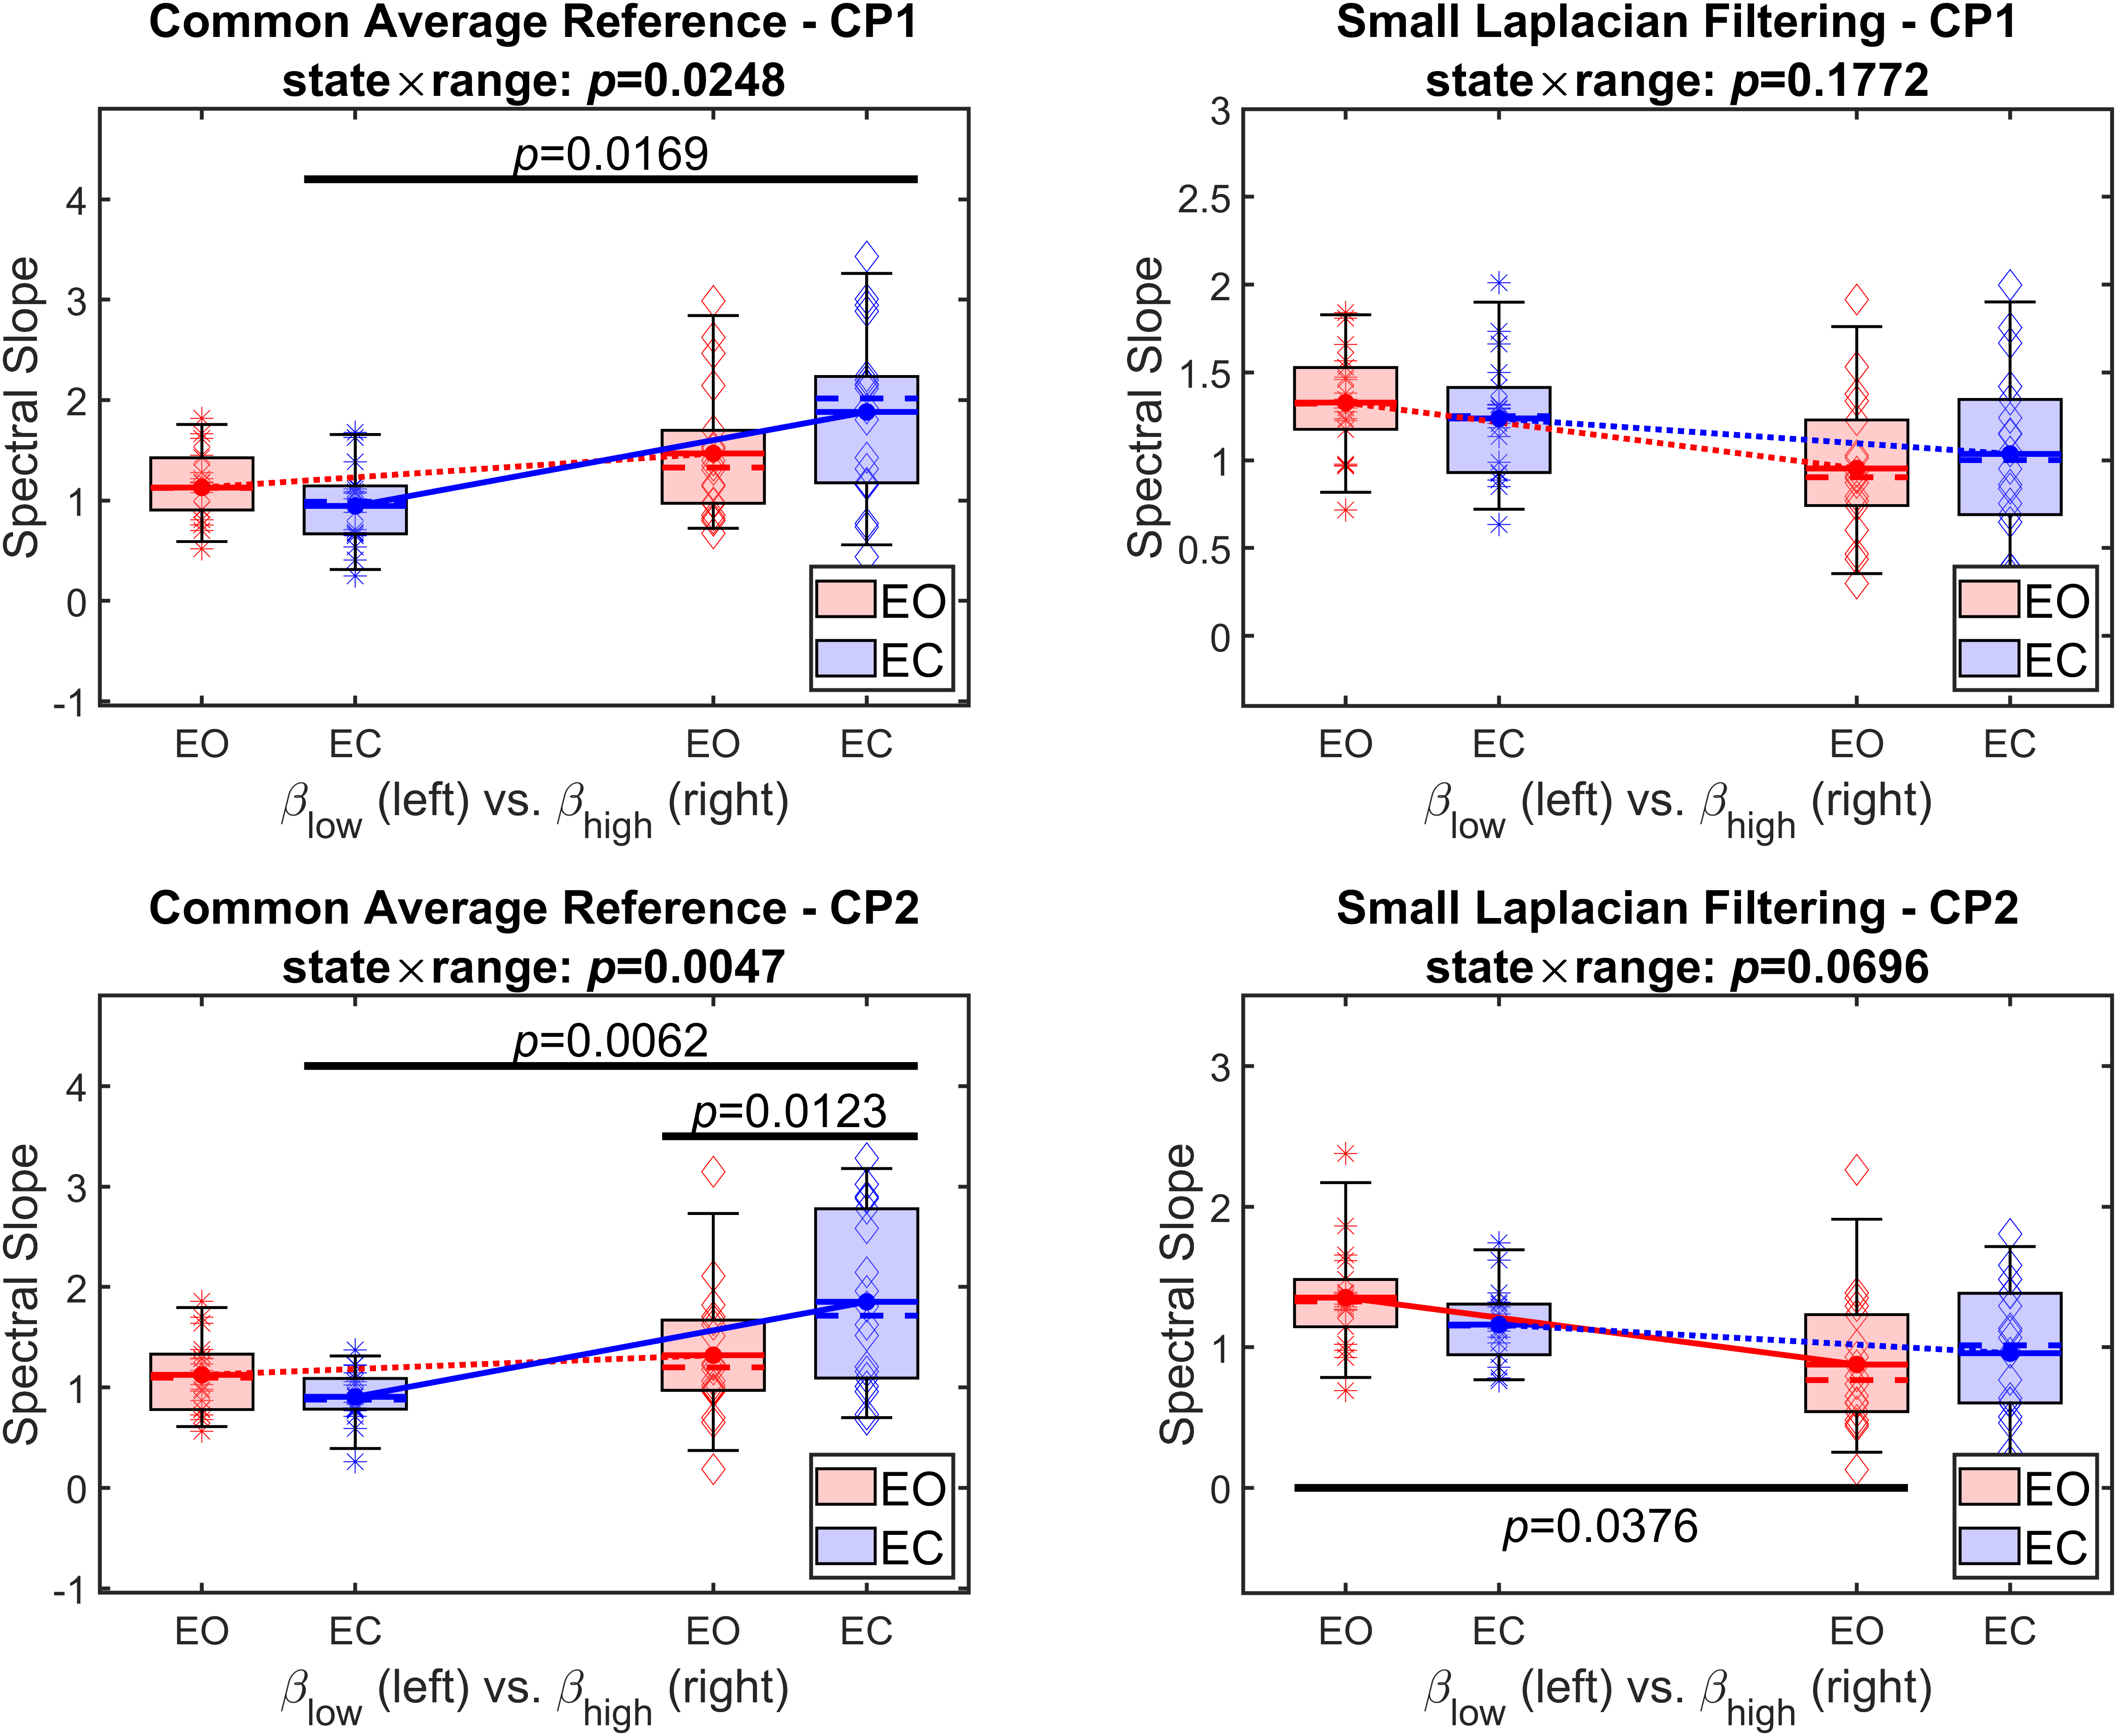 Common Average Reference - CP1
state×range: p=0.0248
p=0.0169
4
3
2
1
0
-1
Spectral Slope
EO
EC
EO EC EO EC
βlow (left) vs. βhigh (right)
Small Laplacian Filtering - CP1
state×range: p=0.1772
3
2.5
2
1.5
1
0.5
0
Spectral Slope
EO
EC
EO EC EO EC
βlow (left) vs. βhigh (right)
Common Average Reference - CP2
state×range: p=0.0047
p=0.0062
p=0.0123
4
3
2
1
0
-1
Spectral Slope
EO
EC
EO EC EO EC
βlow (left) vs. βhigh (right)
Small Laplacian Filtering - CP2
state×range: p=0.0696
3
2
1
0
Spectral Slope
p=0.0376
EO
EC
EO EC EO EC
βlow (left) vs. βhigh (right)